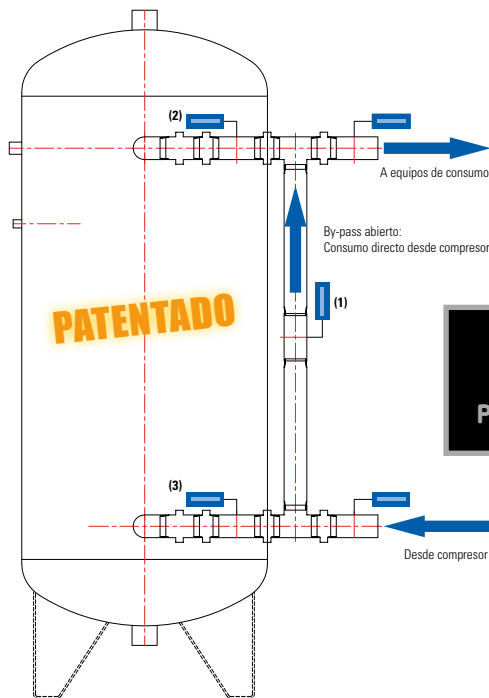 (2)
A equipos de consumo
By-pass abierto:
Consumo directo desde compresor
(1)
PATENTADO
P
(3)
Desde compresor